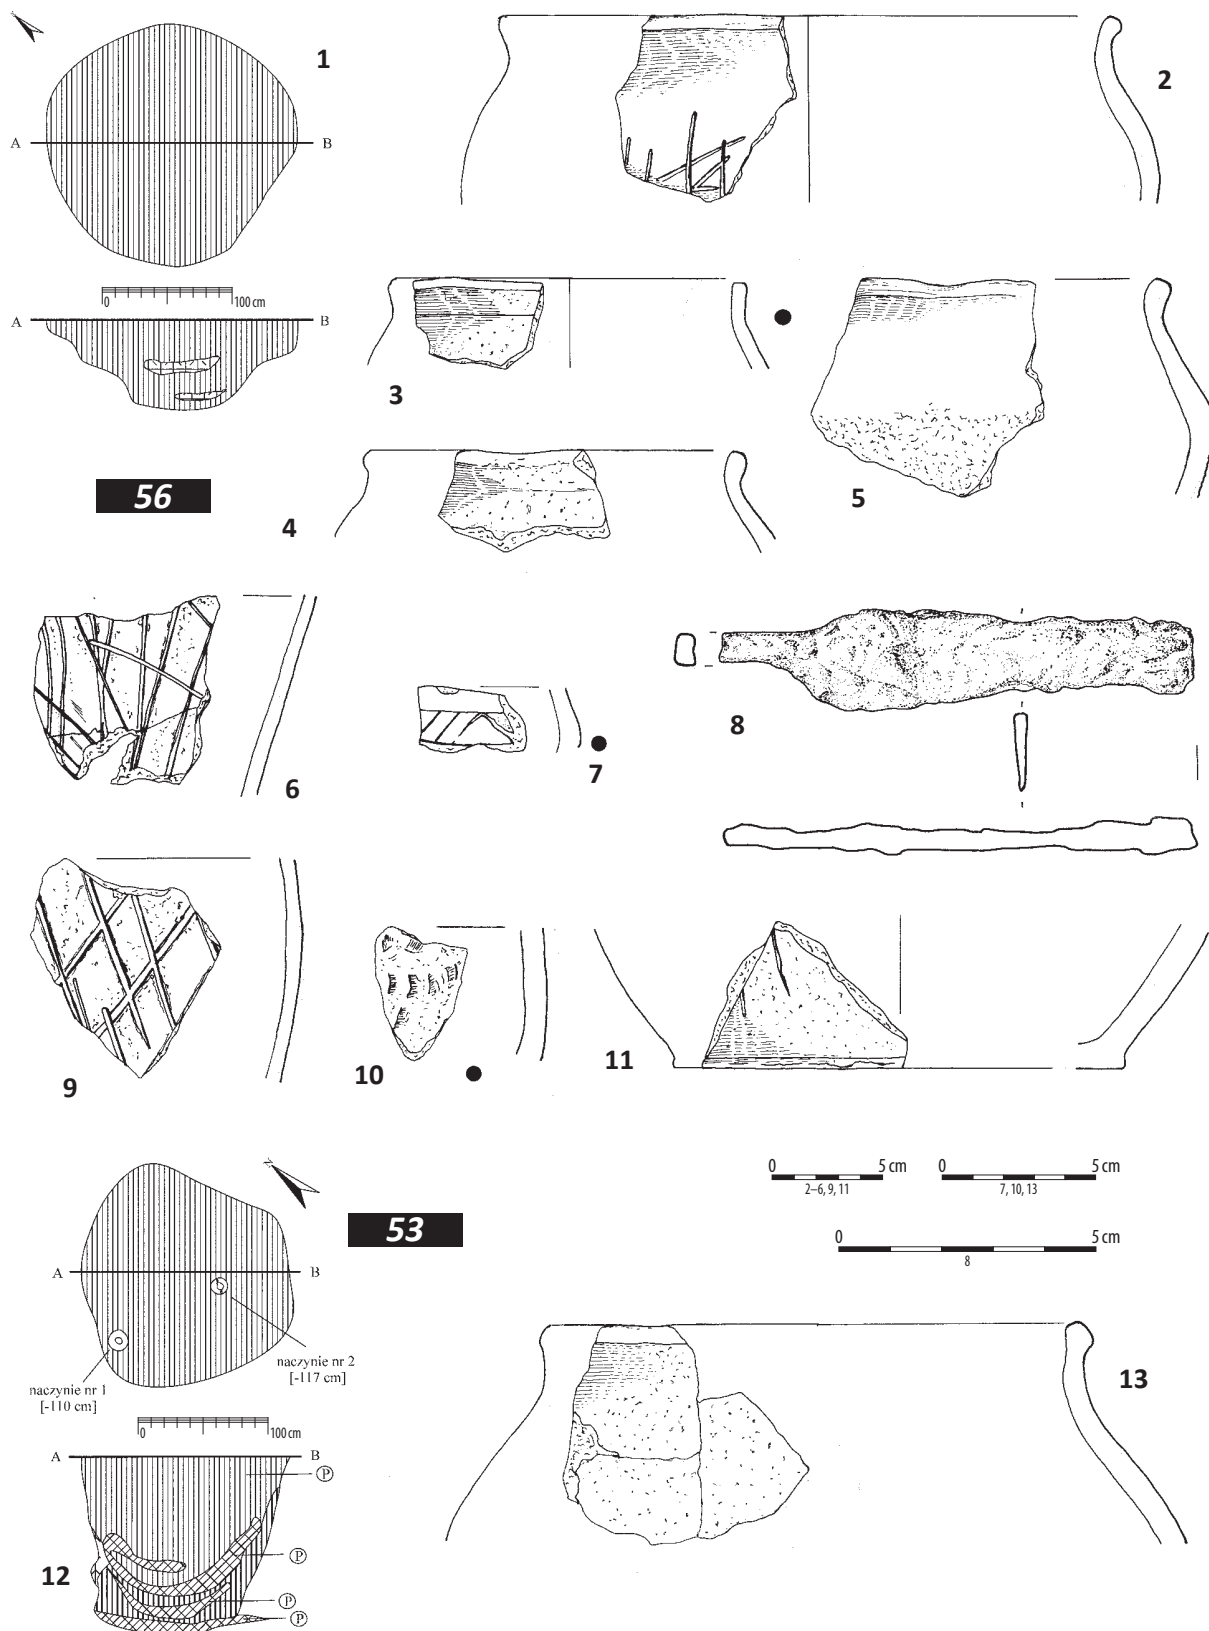 1
2
A B
0 100 cm
A B
3
56
4
5
6
7
8
9
10
11
0 5 cm
2–6, 9, 11
0 5 cm
7, 10, 13
0 5 cm
8
N
53
A B
naczynie nr 2
[-117 cm]
naczynie nr 1
[-110 cm]
0 100 cm
A B
P
P
P
P
12
13